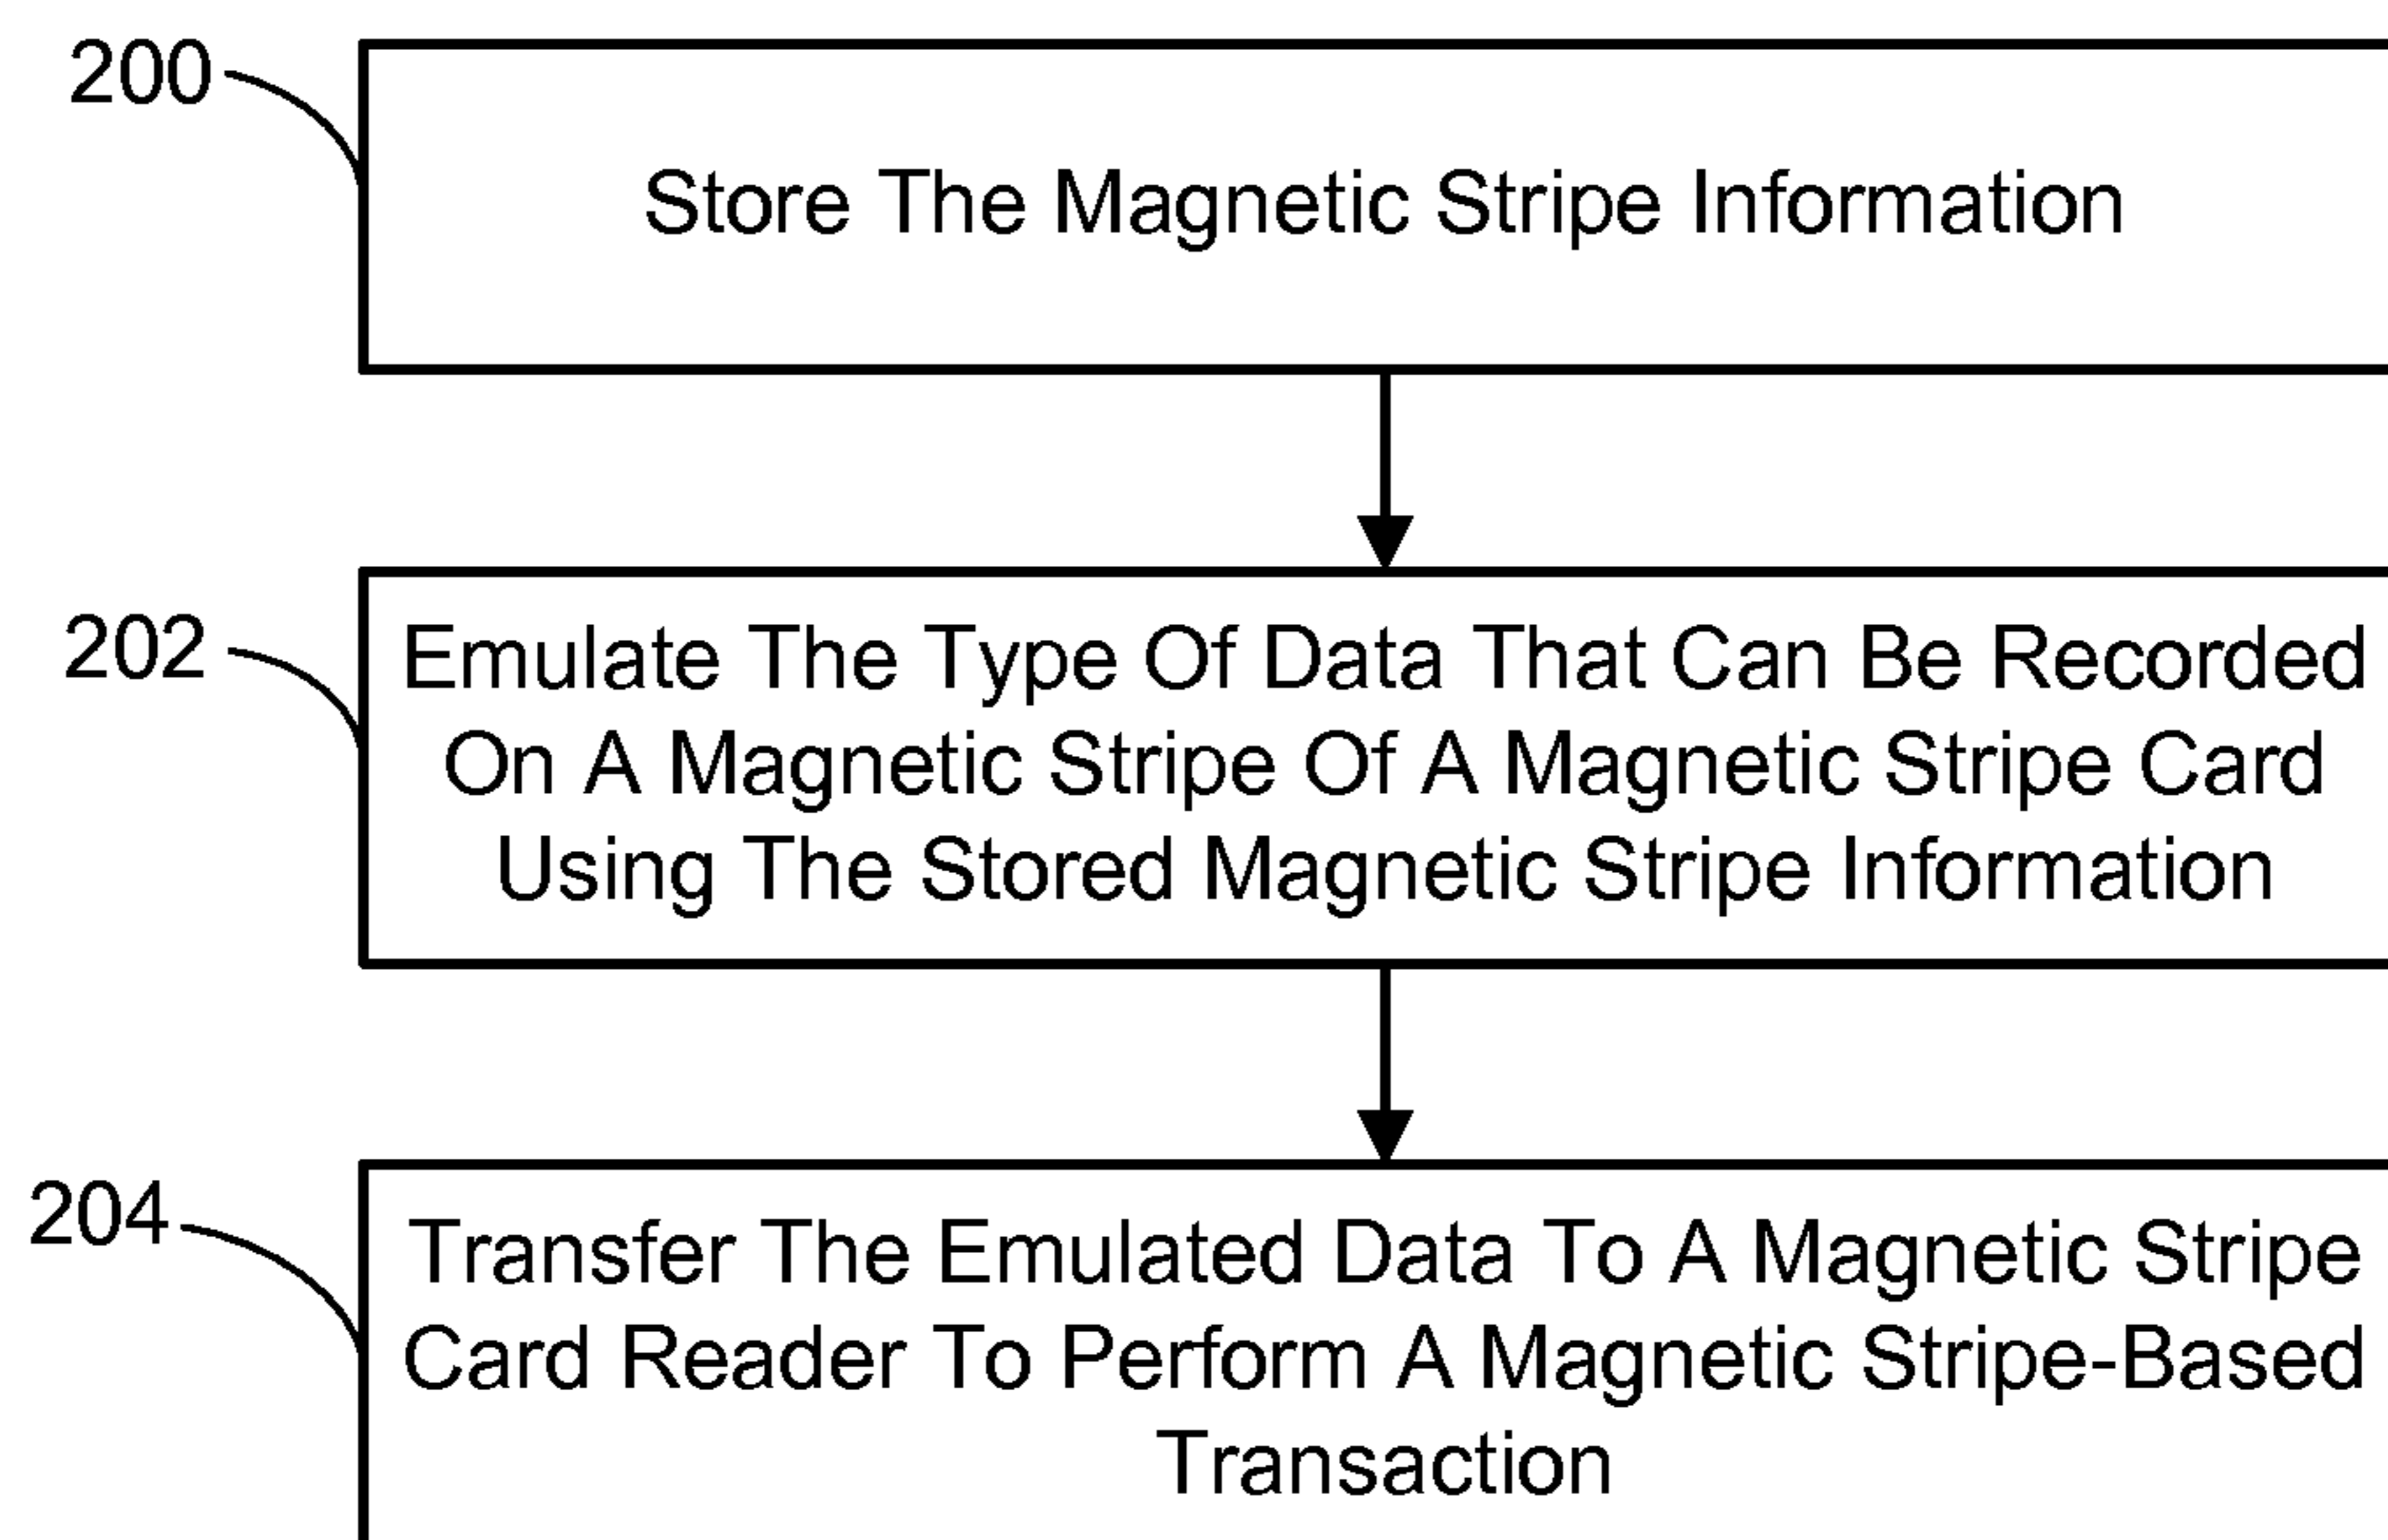 200
Store The Magnetic Stripe Information
202
Emulate The Type Of Data That Can Be Recorded
On A Magnetic Stripe Of A Magnetic Stripe Card
Using The Stored Magnetic Stripe Information
204
Transfer The Emulated Data To A Magnetic Stripe
Card Reader To Perform A Magnetic Stripe-Based
Transaction